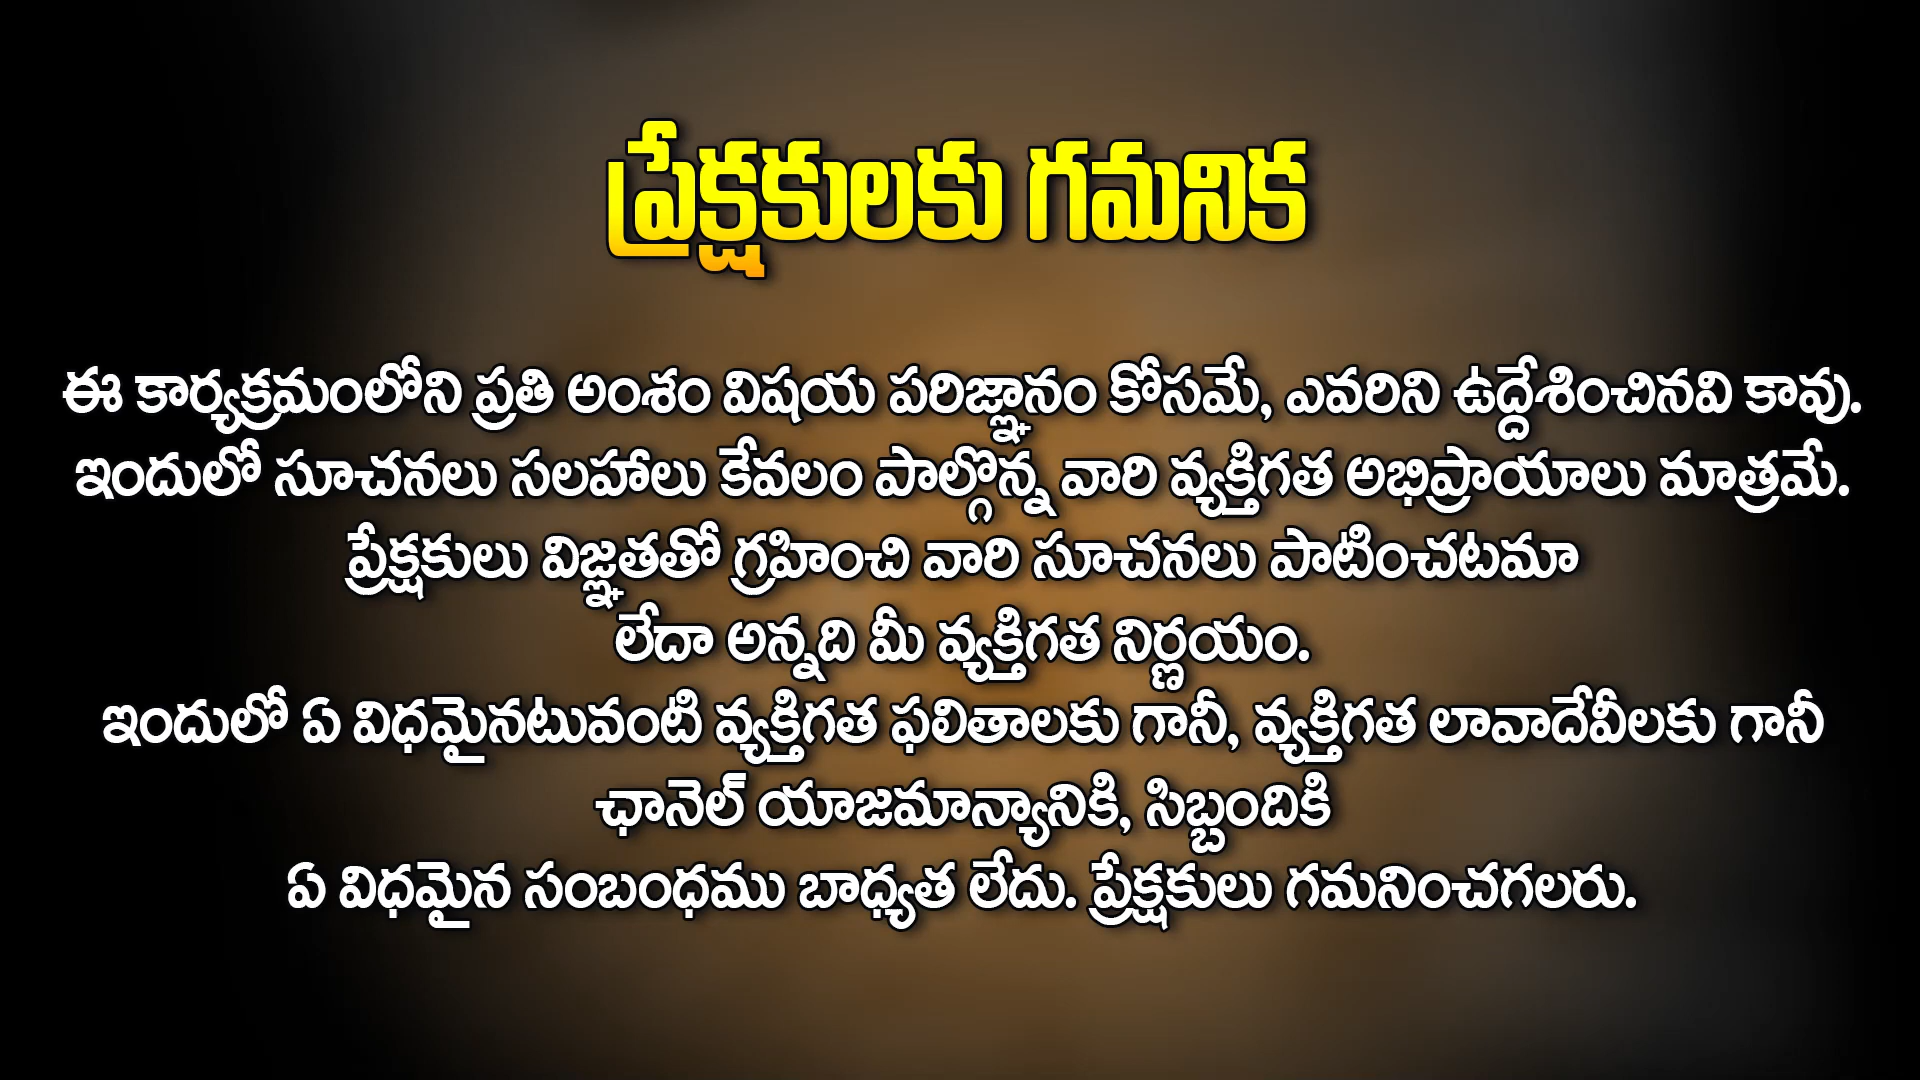 ప్రేక్షకులకు గమనిక
ఈ కార్యక్రమంలోని ప్రతి అంశం విషయ పరిజ్ఞానం కోసమే, ఎవరిని ఉద్దేశించినవి కావు.
ఇందులో సూచనలు సలహాలు కేవలం పాల్గొన్న వారి వ్యక్తిగత అభిప్రాయాలు మాత్రమే.
ప్రేక్షకులు విజ్ఞతతో గ్రహించి వారి సూచనలు పాటించటమా
లేదా అన్నది మీ వ్యక్తిగత నిర్ణయం.
ఇందులో ఏ విధమైనటువంటి వ్యక్తిగత ఫలితాలకు గానీ, వ్యక్తిగత లావాదేవీలకు గానీ
ఛానెల్ యాజమాన్యానికి, సిబ్బందికి
ఏ విధమైన సంబంధము బాధ్యత లేదు. ప్రేక్షకులు గమనించగలరు.